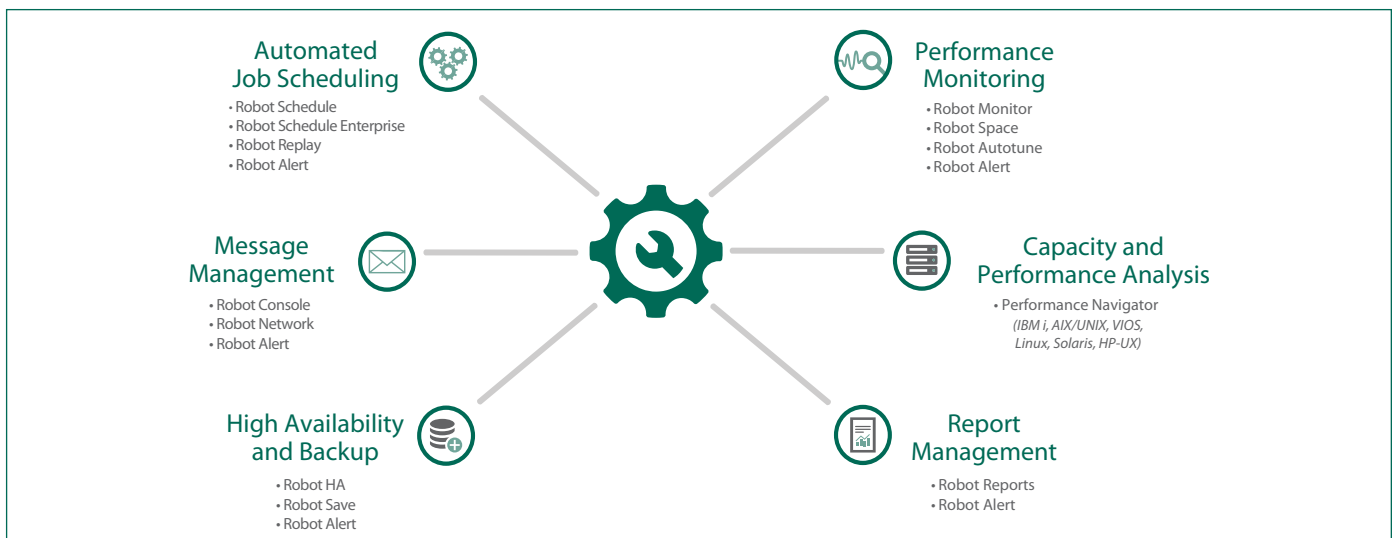 Automated
Job Scheduling
• Robot Schedule
• Robot Schedule Enterprise
• Robot Replay
• Robot Alert
Performance
Monitoring
• Robot Monitor
• Robot Space
• Robot Autotune
• Robot Alert
Message
Management
• Robot Console
• Robot Network
• Robot Alert
Capacity and
Performance Analysis
• Performance Navigator
(IBM i, AIX/UNIX, VIOS,
Linux, Solaris, HP-UX)
High Availability
and Backup
• Robot HA
• Robot Save
• Robot Alert
Report
Management
• Robot Reports
• Robot Alert